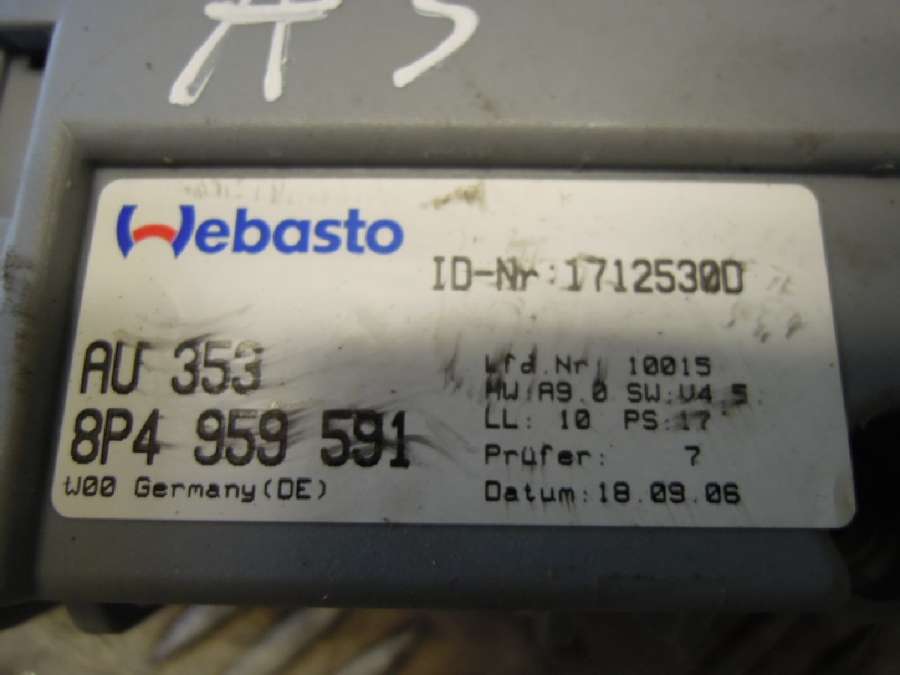 A3
Webasto
ID-Nr:1712530D
AU 353
8P4 959 591
W00 Germany(DE)
Lfd.Nr: 10015
HW:A9.0 SW:V4.5
LL: 10 PS:17
Prüfer: 7
Datum:18.09.06